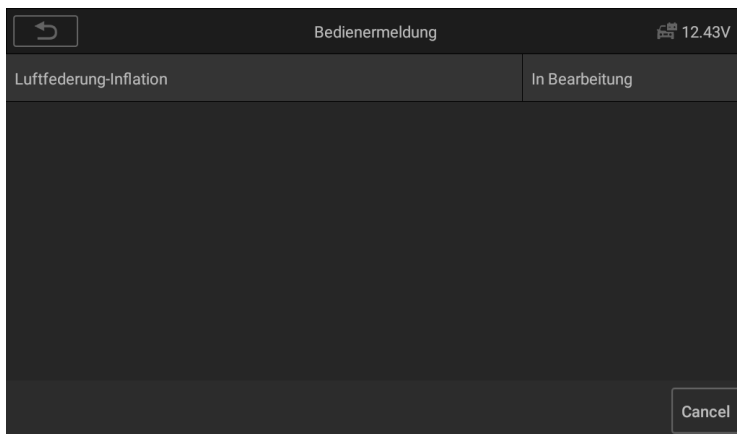 Bedienermeldung
12.43V
Luftfederung-Inflation
In Bearbeitung
Cancel